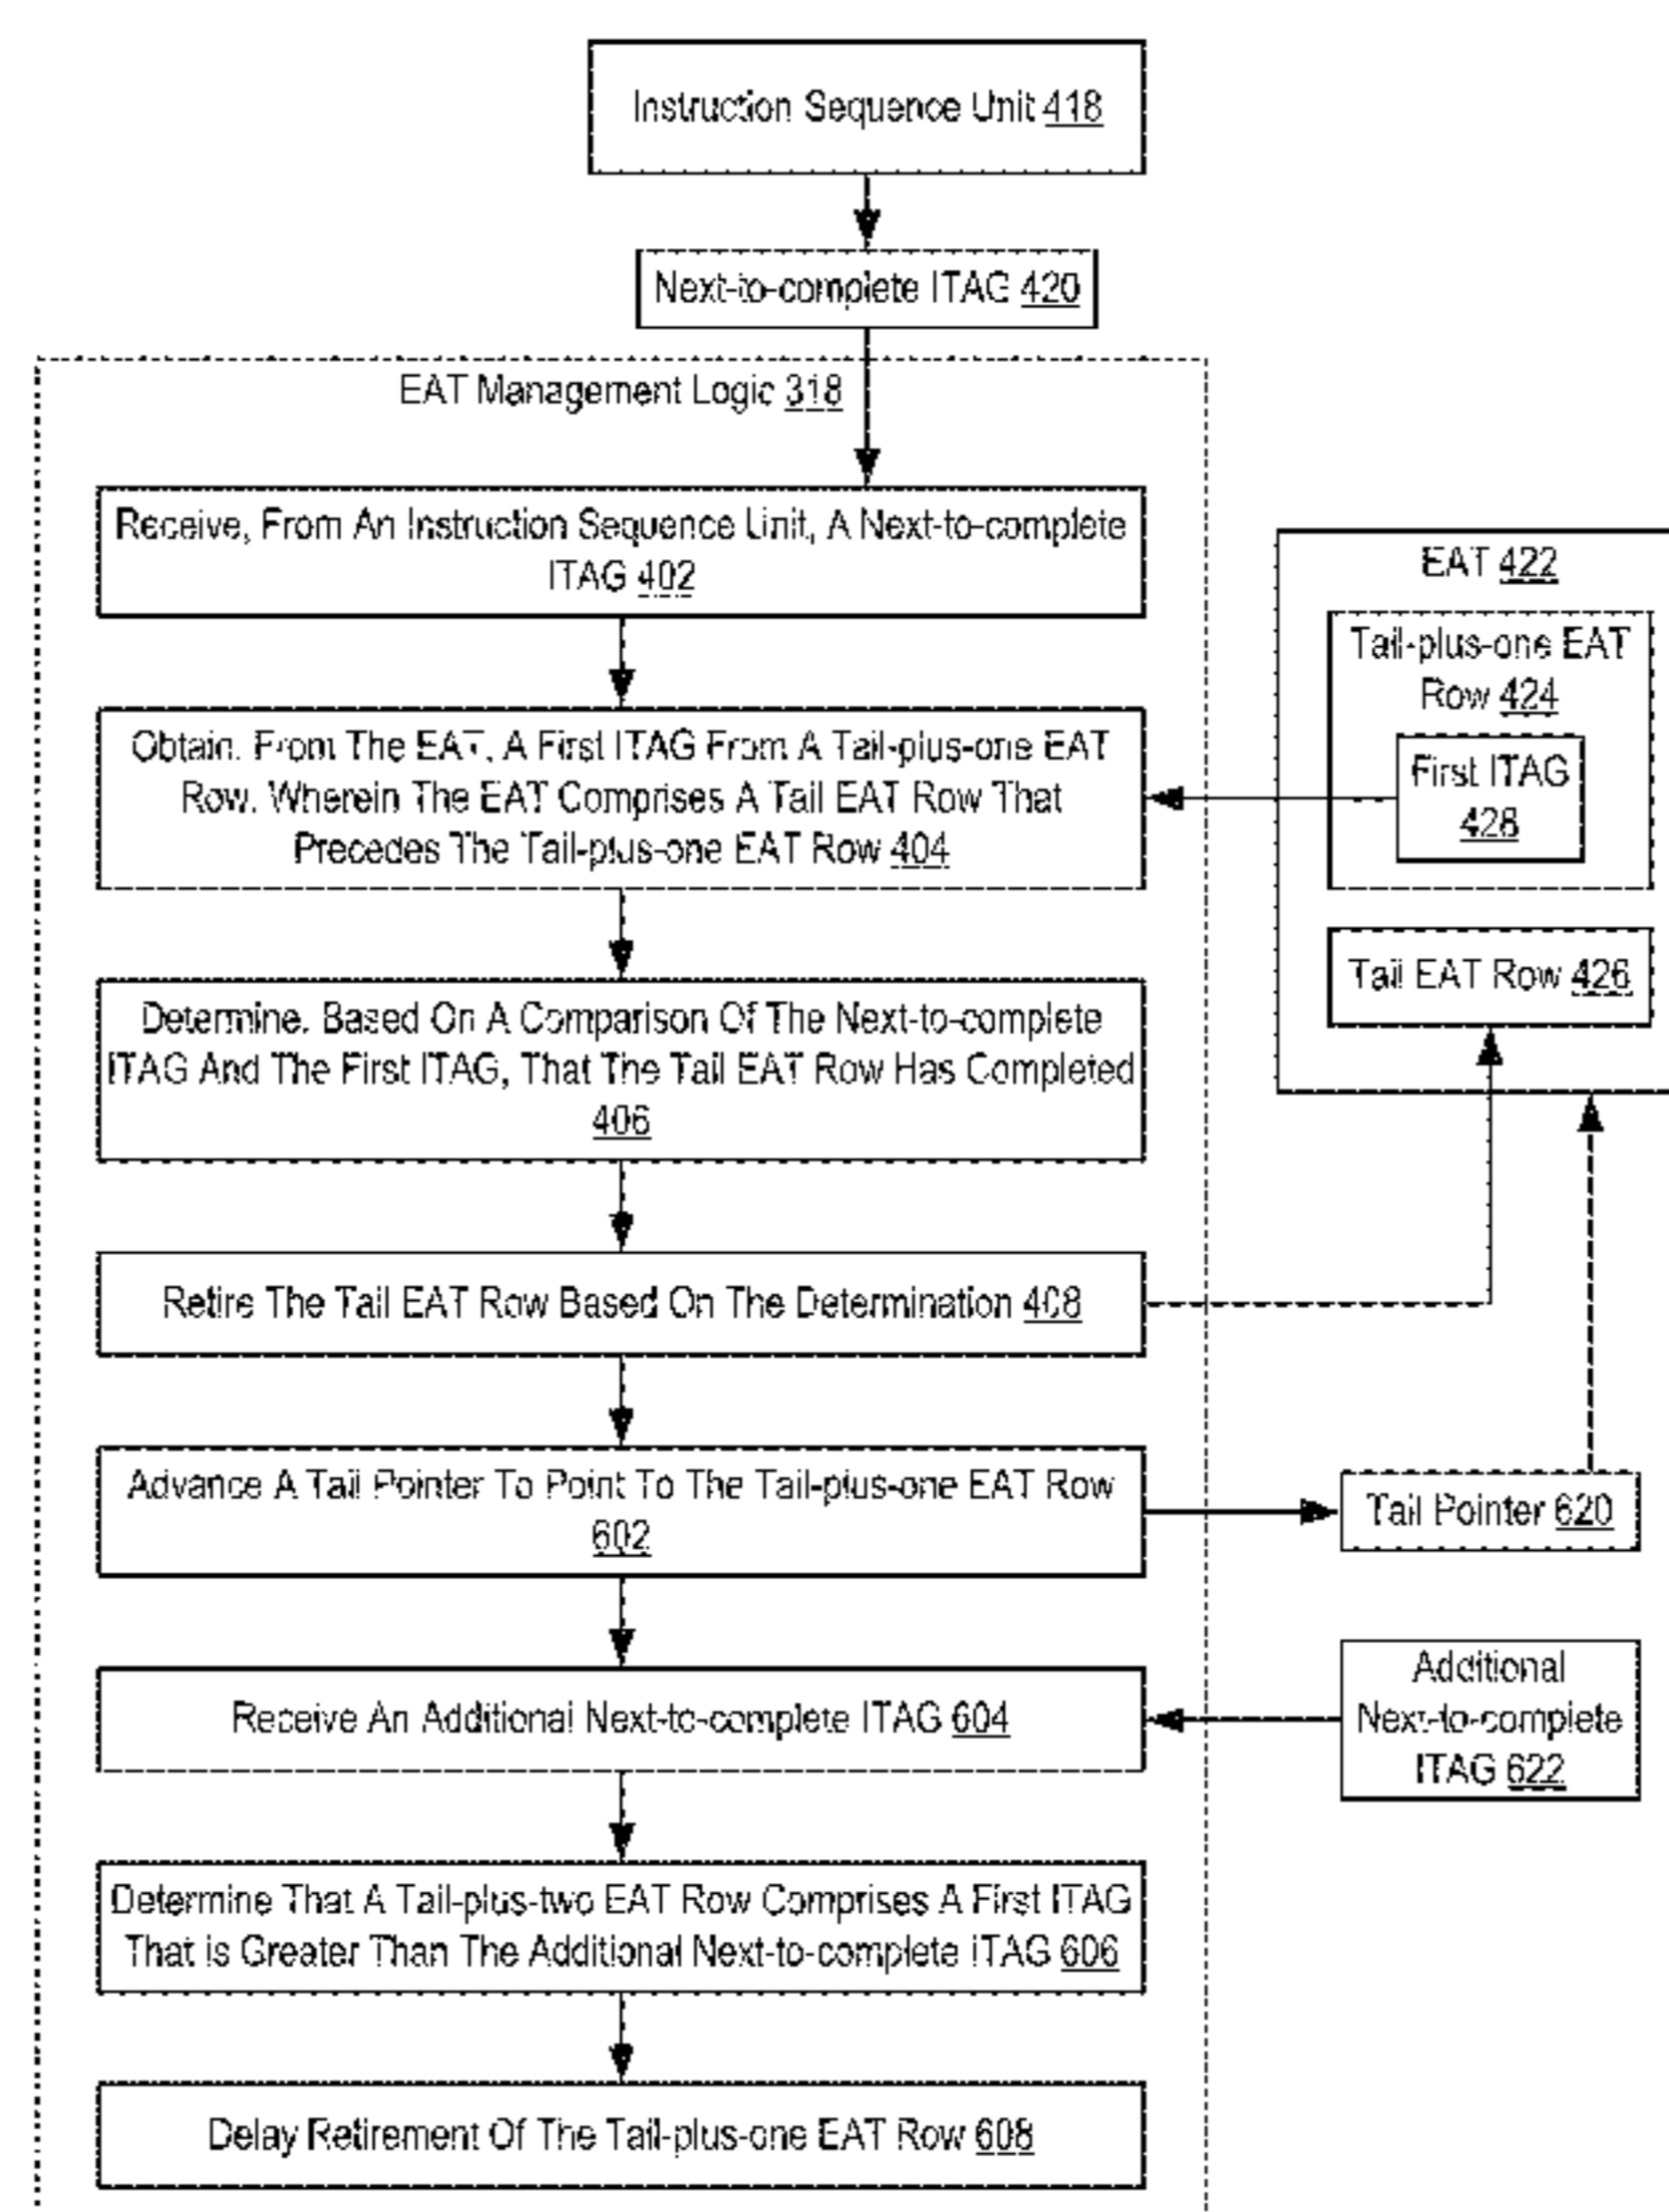 Instruction Sequence Unit 418
Next-to-complete ITAG 420
EAT Management Logic 318
Receive, From An Instruction Sequence Unit, A Next-to-complete
ITAG 402
Obtain, From The EAT, A First ITAG From A Tail-plus-one EAT
Row, Wherein The EAT Comprises A Tail EAT Row That
Precedes The Tail-plus-one EAT Row 404
Determine, Based On A Comparison Of The Next-to-complete
ITAG And The First ITAG, That The Tail EAT Row Has Completed
406
Retire The Tail EAT Row Based On The Determination 408
Advance A Tail Pointer To Point To The Tail-plus-one EAT Row
602
Receive An Additional Next-to-complete ITAG 604
Determine That A Tail-plus-two EAT Row Comprises A First ITAG
That is Greater Than The Additional Next-to-complete ITAG 606
Delay Retirement Of The Tail-plus-one EAT Row 608
EAT 422
Tail-plus-one EAT
Row 424
First ITAG
428
Tail EAT Row 426
Tail Pointer 620
Additional
Next-to-complete
ITAG 622